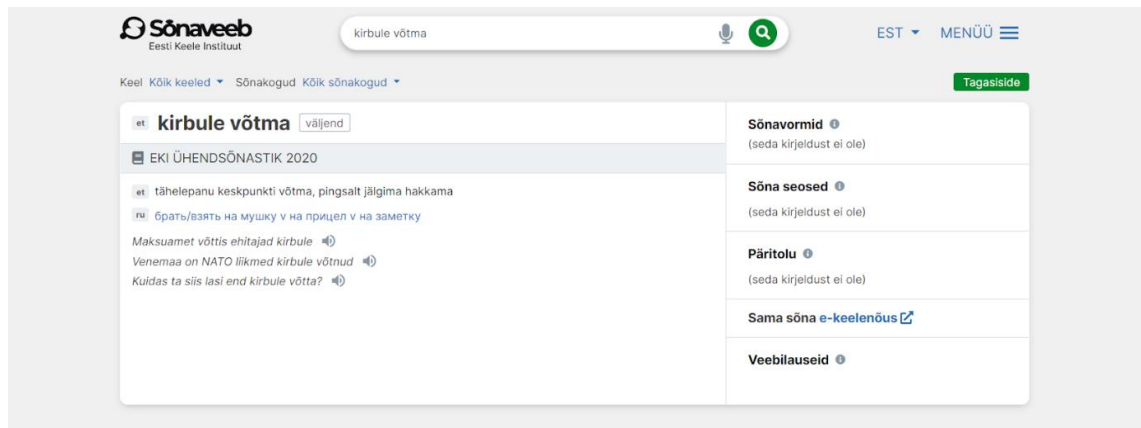 Sõnaveeb
Eesti Keele Instituut
kirbule võtma
EST MENÜÜ
Keel Kõik keeled Sõnakogud Kõik sõnakogud
Tagasiside
et kirbule võtma väljend
EKI ÜHENDSÕNASTIK 2020
et tähelepanu keskpunkti võtma, pingsalt jälgima hakkama
ru брать/взять на мушку v на прицел v на заметку
Maksuamet võttis ehitajad kirbule
Venemaa on NATO liikmed kirbule võtnud
Kuidas ta siis lasi end kirbule võtta?
Sõnavormid
(seda kirjeldust ei ole)
Sõna seosed
(seda kirjeldust ei ole)
Päritolu
(seda kirjeldust ei ole)
Sama sõna e-keelenõus
Veebilauseid